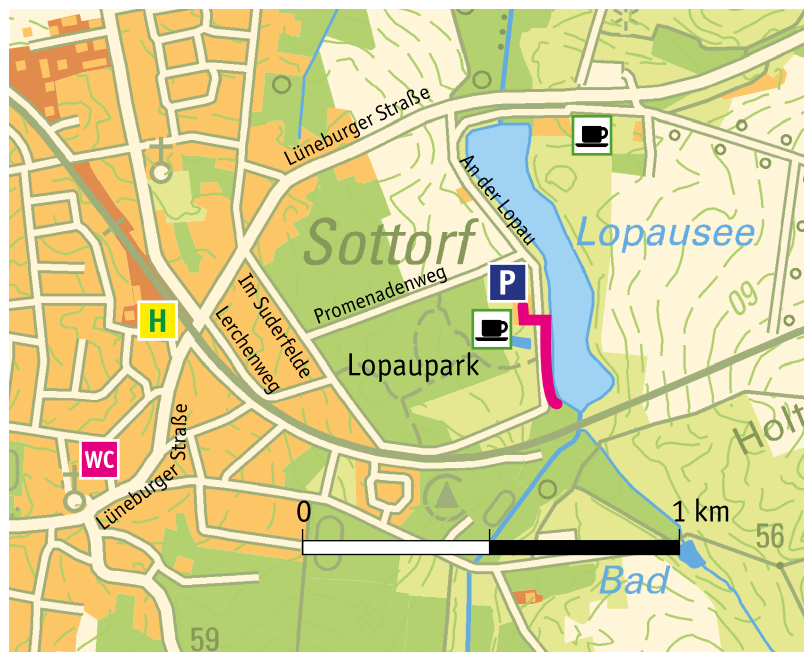 Lüneburger Straße
An der Lopau
Sottorf
Lopausee
Im Suderfelde
Promenadenweg
P
09
H
Lerchenweg
Lopaupark
Lüneburger Straße
Holt
WC
0
1 km
56
Bad
59